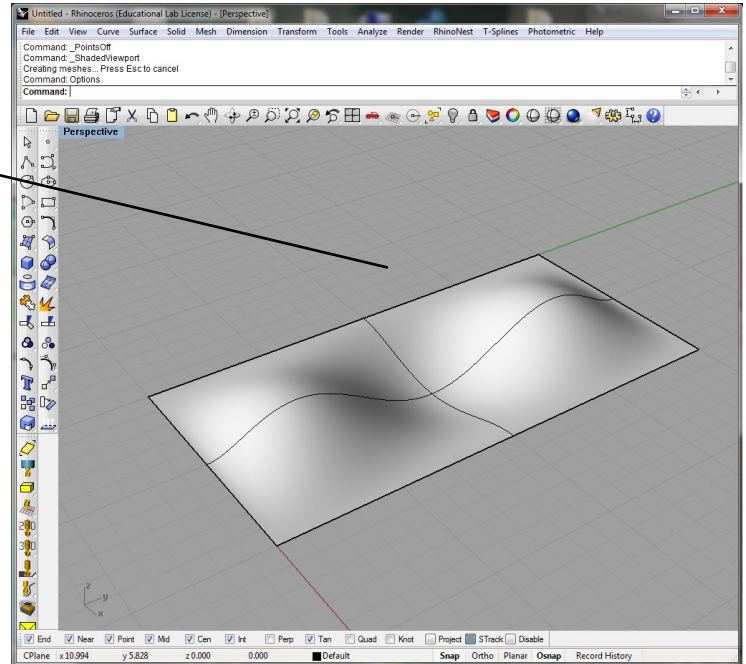 Untitled - Rhinoceros (Educational Lab License) - [Perspective]
File Edit View Curve Surface Solid Mesh Dimension Transform Tools Analyze Render RhinoNest T-Splines Photometric Help
Command: _PointsOff
Command: _ShadedViewport
Creating meshes... Press Esc to cancel
Command: Options
Command:
Perspective
z
y
x
End Near Point Mid Cen Int Perp Tan Quad Knot Project STrack Disable
CPlane x 10.994 y 5.828 z 0.000 0.000 Default Snap Ortho Planar Osnap Record History